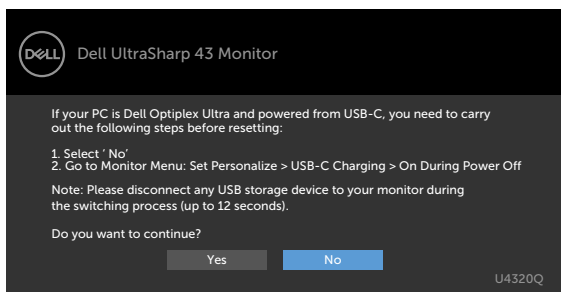 DELL
Dell UltraSharp 43 Monitor
If your PC is Dell Optiplex Ultra and powered from USB-C, you need to carry
out the following steps before resetting:
1. Select ‘ No’
2. Go to Monitor Menu: Set Personalize > USB-C Charging > On During Power Off
Note: Please disconnect any USB storage device to your monitor during
the switching process (up to 12 seconds).
Do you want to continue?
Yes No
U4320Q